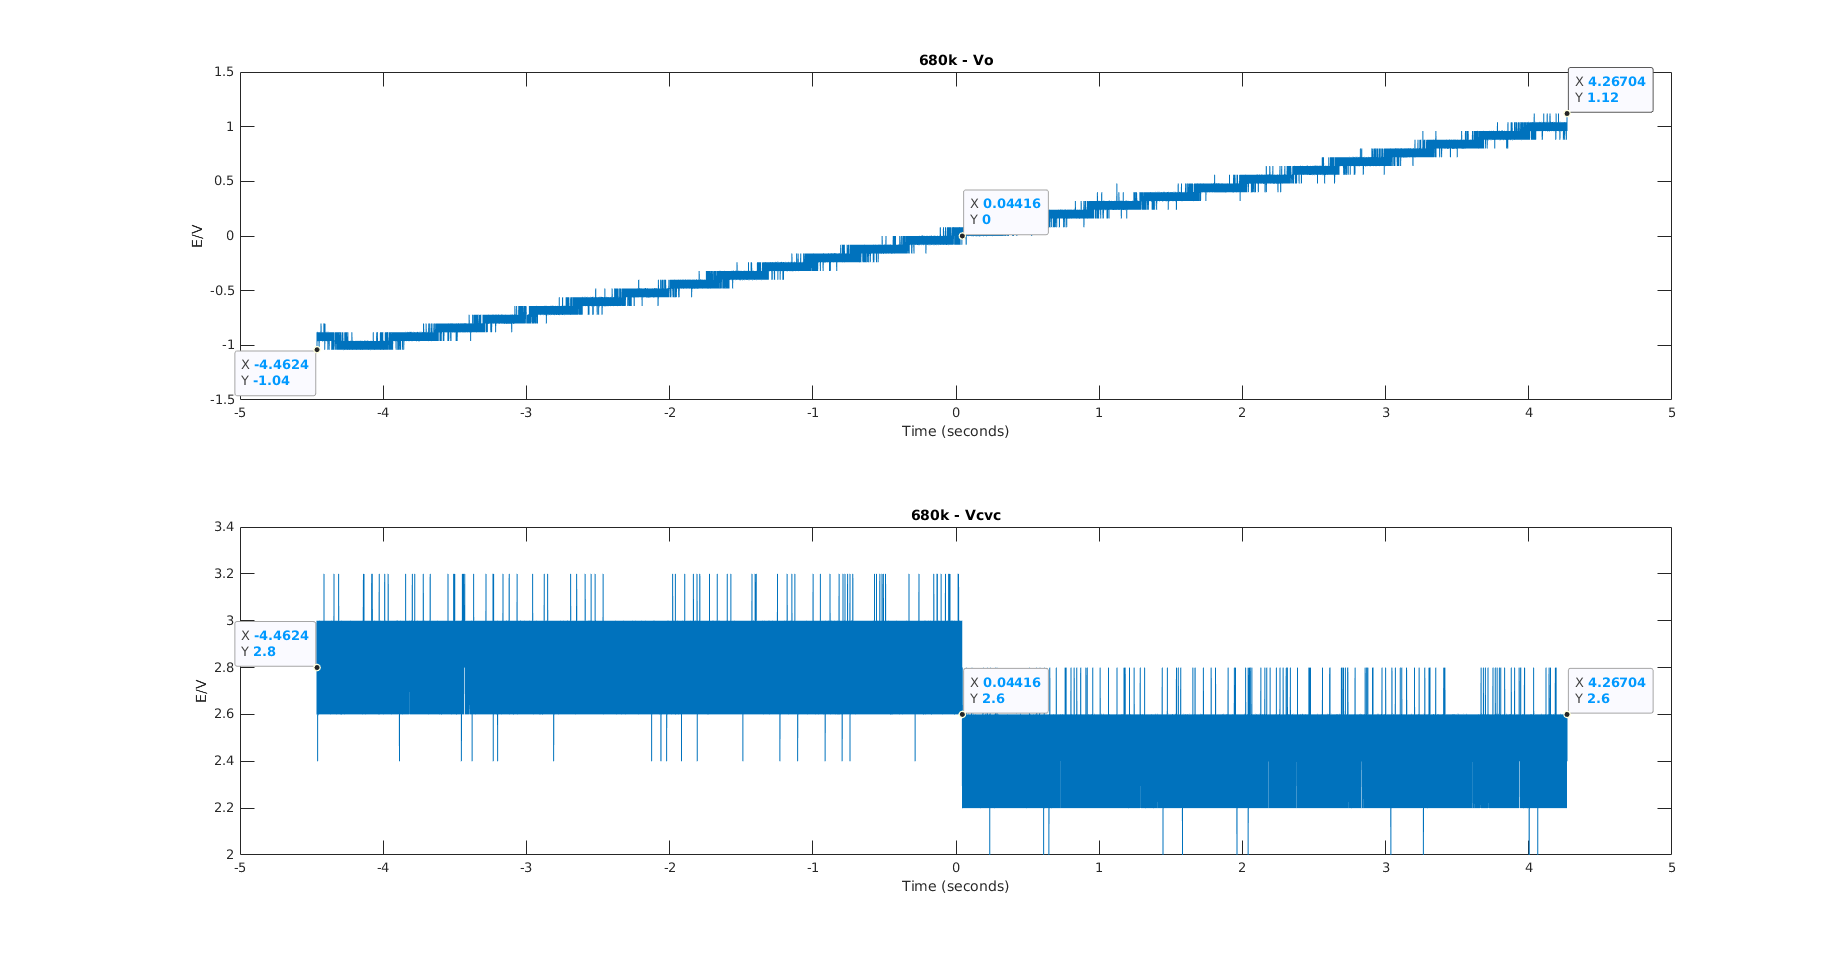 680k - Vo
1.5
X 4.26704
Y 1.12
1
0.5
X 0.04416
Y 0
0
E/V
-0.5
-1
X -4.4624
Y -1.04
-1.5
-5 -4 -3 -2 -1 0 1 2 3 4 5
Time (seconds)
680k - Vcvc
3.4
3.2
3
X -4.4624
Y 2.8
2.8
X 0.04416
Y 2.6
X 4.26704
Y 2.6
E/V
2.6
2.4
2.2
2
-5 -4 -3 -2 -1 0 1 2 3 4 5
Time (seconds)